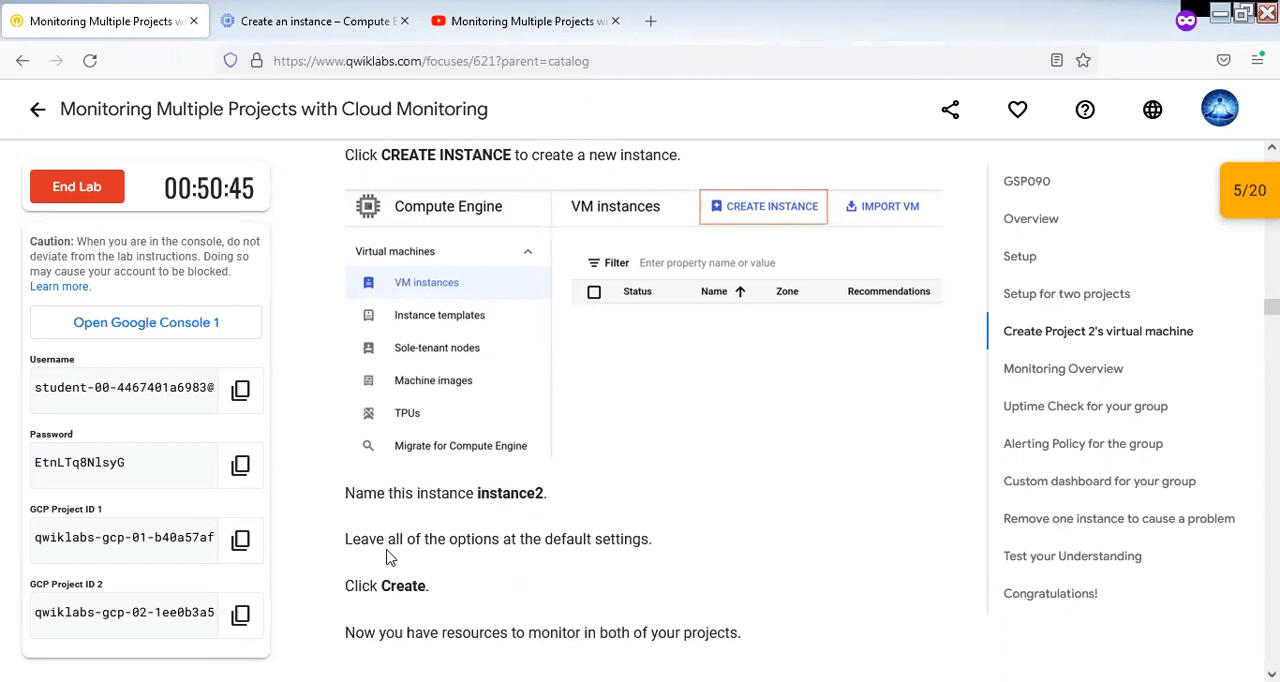 Monitoring Multiple Projects w
Create an instance – Compute E
Monitoring Multiple Projects w
https://www.qwiklabs.com/focuses/621?parent=catalog
Monitoring Multiple Projects with Cloud Monitoring
End Lab
00:50:45
Caution: When you are in the console, do not
deviate from the lab instructions. Doing so
may cause your account to be blocked.
Learn more.
Open Google Console 1
Username
student-00-4467401a6983@
Password
EtnLTq8NlsyG
GCP Project ID 1
qwiklabs-gcp-01-b40a57af
GCP Project ID 2
qwiklabs-gcp-02-1ee0b3a5
Click CREATE INSTANCE to create a new instance.
Compute Engine
VM instances
CREATE INSTANCE
IMPORT VM
Virtual machines
VM instances
Instance templates
Sole-tenant nodes
Machine images
TPUs
Migrate for Compute Engine
Filter Enter property name or value
Status Name Zone Recommendations
Name this instance instance2.
Leave all of the options at the default settings.
Click Create.
Now you have resources to monitor in both of your projects.
GSP090
Overview
Setup
Setup for two projects
Create Project 2's virtual machine
Monitoring Overview
Uptime Check for your group
Alerting Policy for the group
Custom dashboard for your group
Remove one instance to cause a problem
Test your Understanding
Congratulations!
5/20